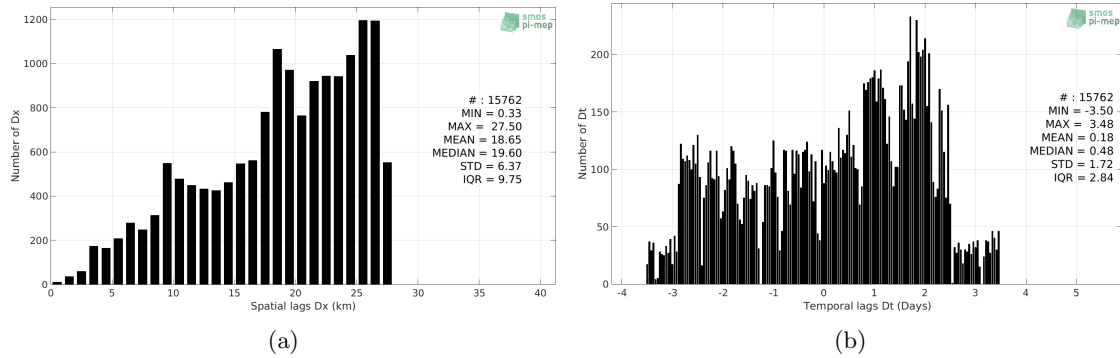 smos
pi-mep
1200
1000
800
600
400
200
0
Number of Dx
# : 15762
MIN = 0.33
MAX = 27.50
MEAN = 18.65
MEDIAN = 19.60
STD = 6.37
IQR = 9.75
0 5 10 15 20 25 30 35 40
Spatial lags Dx (km)
(a)
smos
pi-mep
200
150
100
50
0
Number of Dt
# : 15762
MIN = -3.50
MAX = 3.48
MEAN = 0.18
MEDIAN = 0.48
STD = 1.72
IQR = 2.84
-4 -3 -2 -1 0 1 2 3 4 5
Temporal lags Dt (Days)
(b)